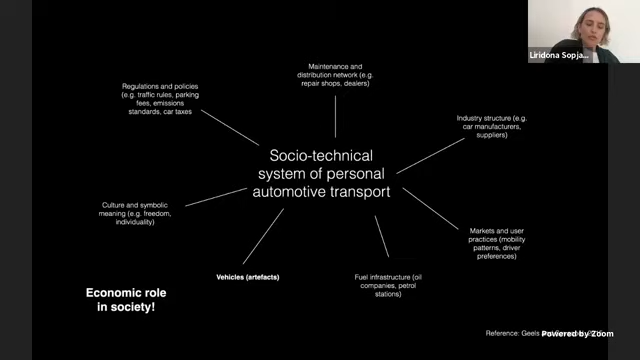 Liridona Sopja...
Maintenance and
distribution network (e.g.
repair shops, dealers)
Regulations and policies
(e.g. traffic rules, parking
fees, emissions
standards, car taxes
Industry structure (e.g.
car manufacturers,
suppliers)
Socio-technical
system of personal
automotive transport
Culture and symbolic
meaning (e.g. freedom,
individuality)
Markets and user
practices (mobility
patterns, driver
preferences)
Vehicles (artefacts)
Fuel infrastructure (oil
companies, petrol
stations)
Economic role
in society!
Reference: Geels
Powered by Zoom